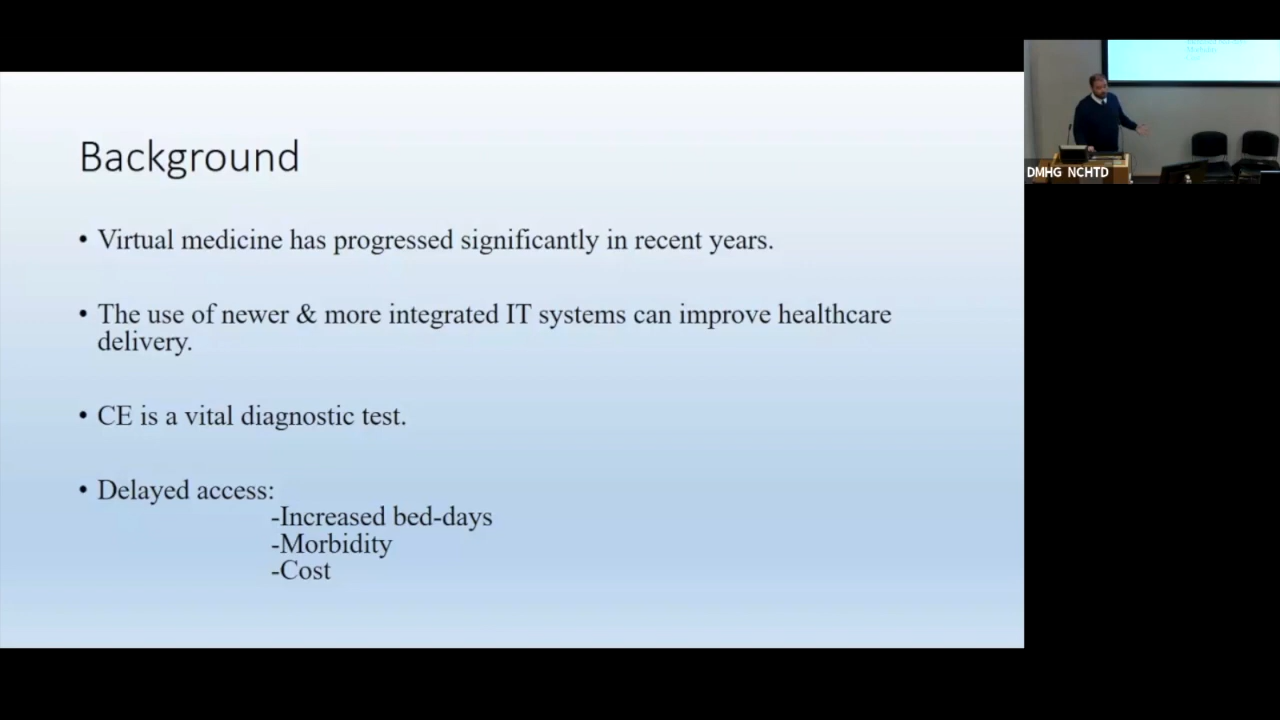 Background
• Virtual medicine has progressed significantly in recent years.
• The use of newer & more integrated IT systems can improve healthcare
delivery.
• CE is a vital diagnostic test.
• Delayed access:
-Increased bed-days
-Morbidity
-Cost
DMHG NCHTD